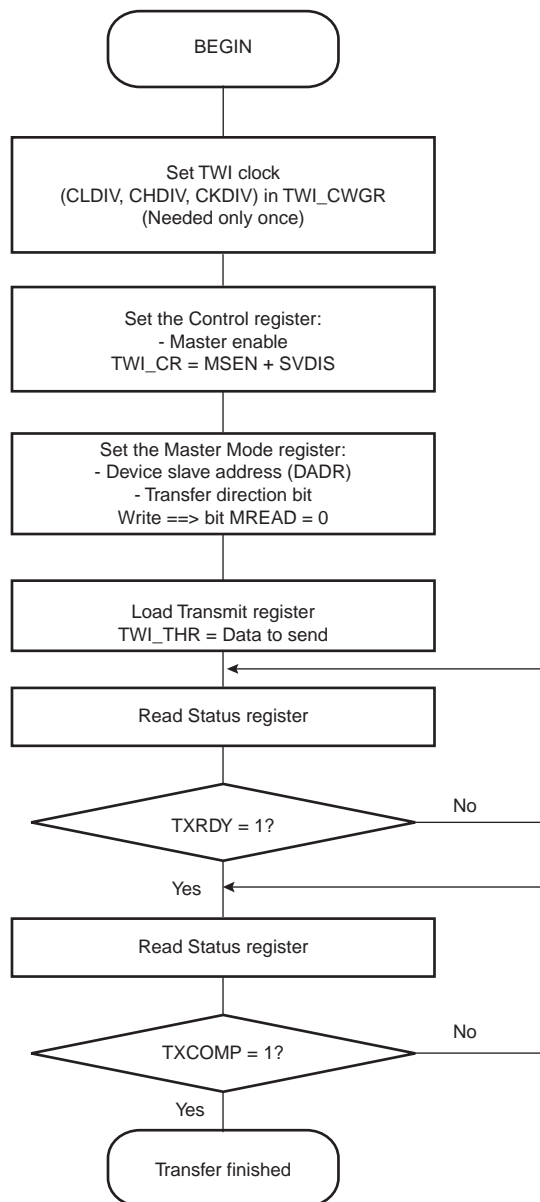 BEGIN
Set TWI clock
(CLDIV, CHDIV, CKDIV) in TWI_CWGR
(Needed only once)
Set the Control register:
- Master enable
TWI_CR = MSEN + SVDIS
Set the Master Mode register:
- Device slave address (DADR)
- Transfer direction bit
Write ==> bit MREAD = 0
Load Transmit register
TWI_THR = Data to send
Read Status register
TXRDY = 1?
No
Yes
Read Status register
TXCOMP = 1?
No
Yes
Transfer finished